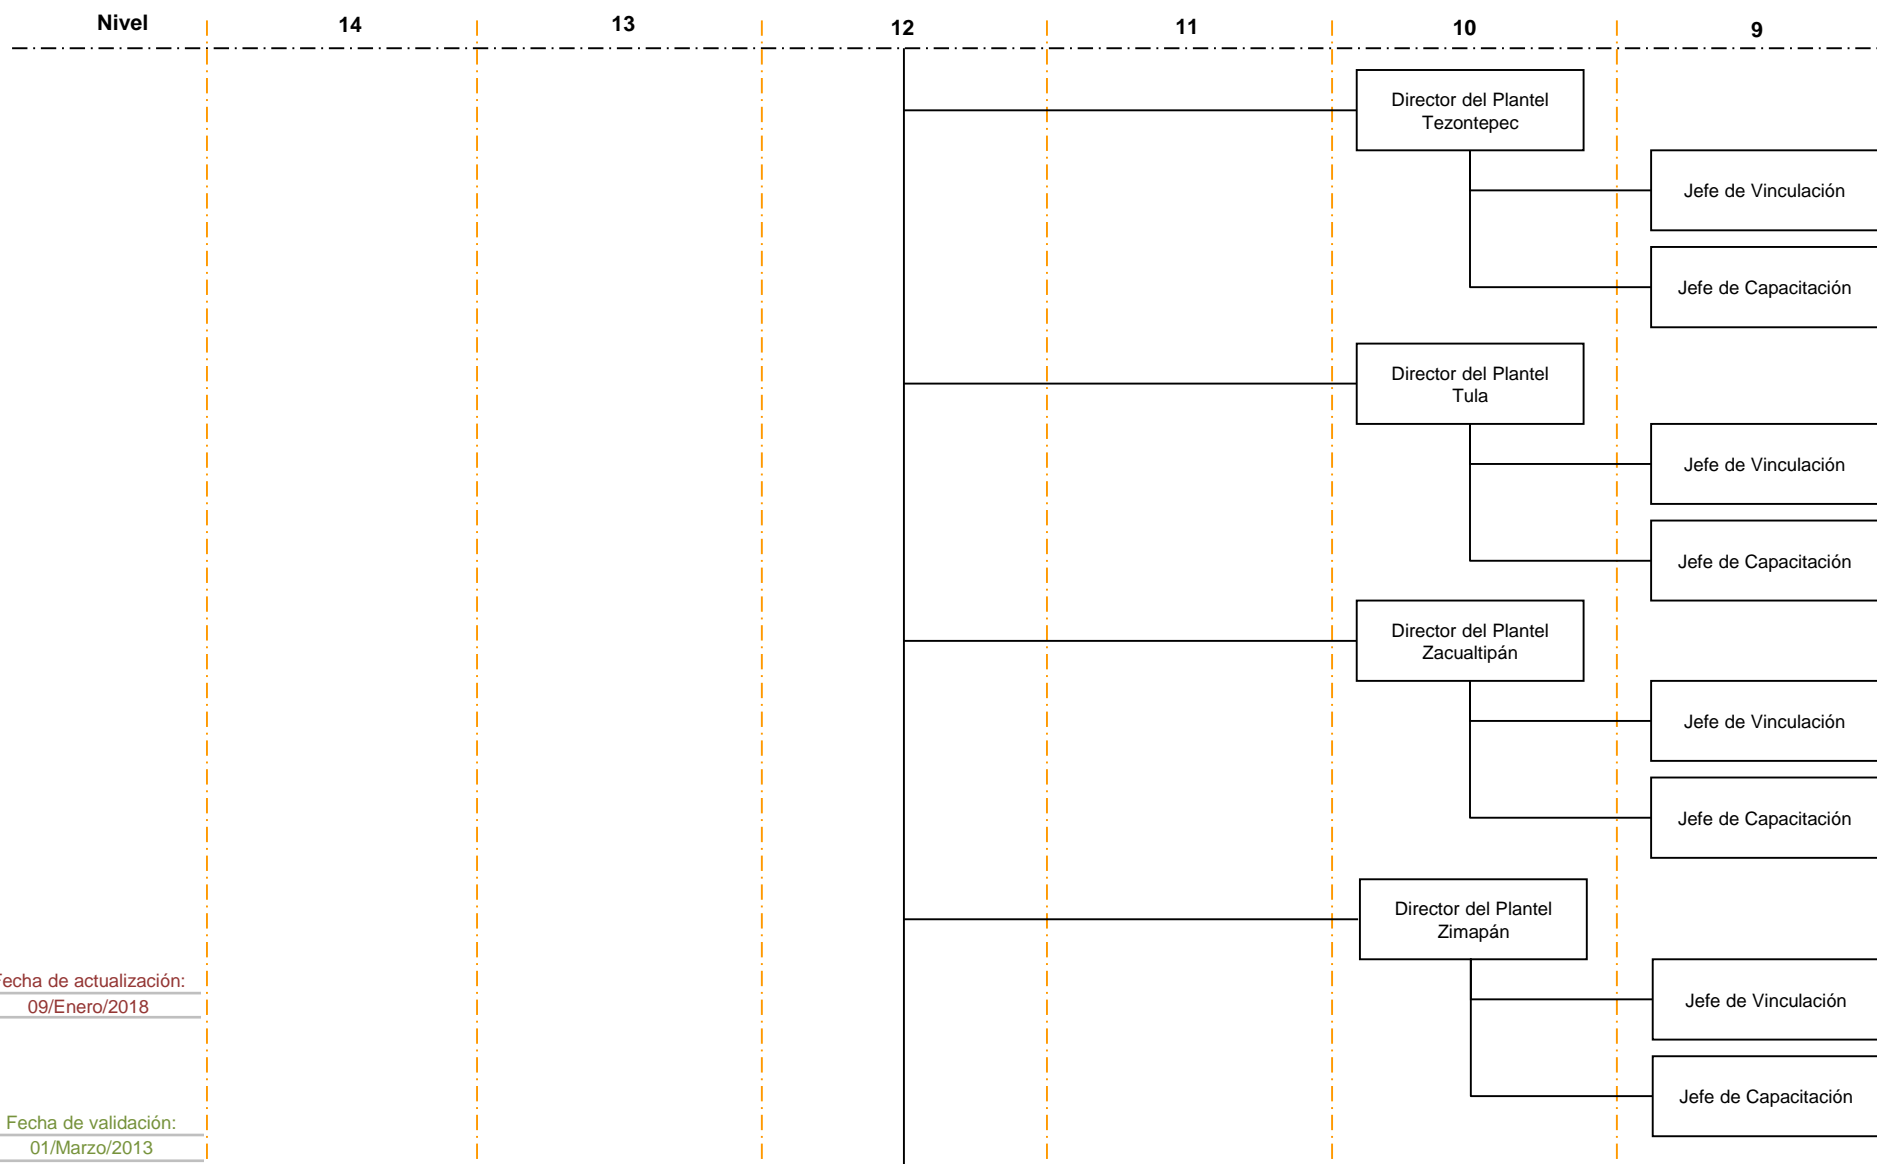 Nivel 14 13 12 11 10 9
Director del Plantel
Tezontepec
Jefe de Vinculación
Jefe de Capacitación
Director del Plantel
Tula
Jefe de Vinculación
Jefe de Capacitación
Director del Plantel
Zacualtipán
Jefe de Vinculación
Jefe de Capacitación
Director del Plantel
Zimapán
Jefe de Vinculación
Jefe de Capacitación
Fecha de actualización:
09/Enero/2018
Fecha de validación:
01/Marzo/2013